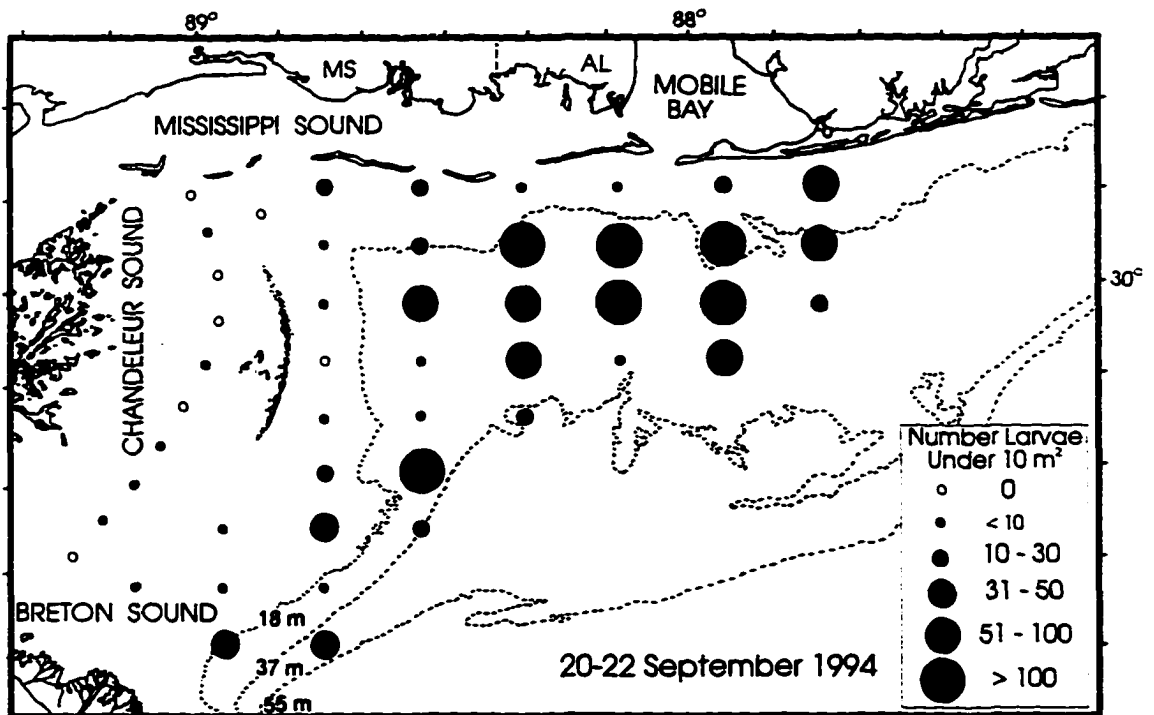 89°
88°
MS
AL
MOBILE
BAY
MISSISSIPPI SOUND
CHANDELEUR SOUND
30°
Number Larvae
Under 10 m²
0
< 10
10 - 30
31 - 50
51 - 100
> 100
BRETON SOUND
18 m
37 m
55 m
20-22 September 1994